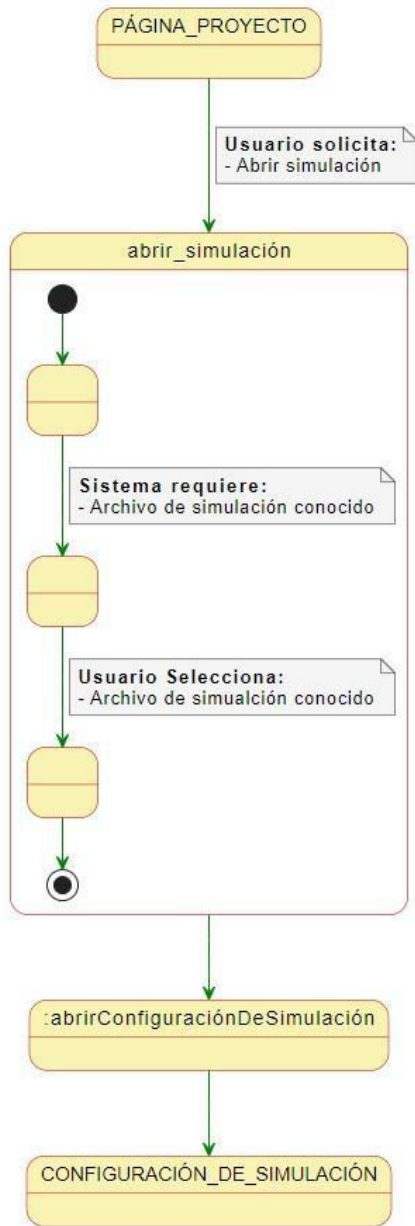 PÁGINA_PROYECTO
Usuario solicita:
- Abrir simulación
abrir_simulación
Sistema requiere:
- Archivo de simulación conocido
Usuario Selecciona:
- Archivo de simualción conocido
:abrirConfiguraciónDeSimulación
CONFIGURACIÓN_DE_SIMULACIÓN